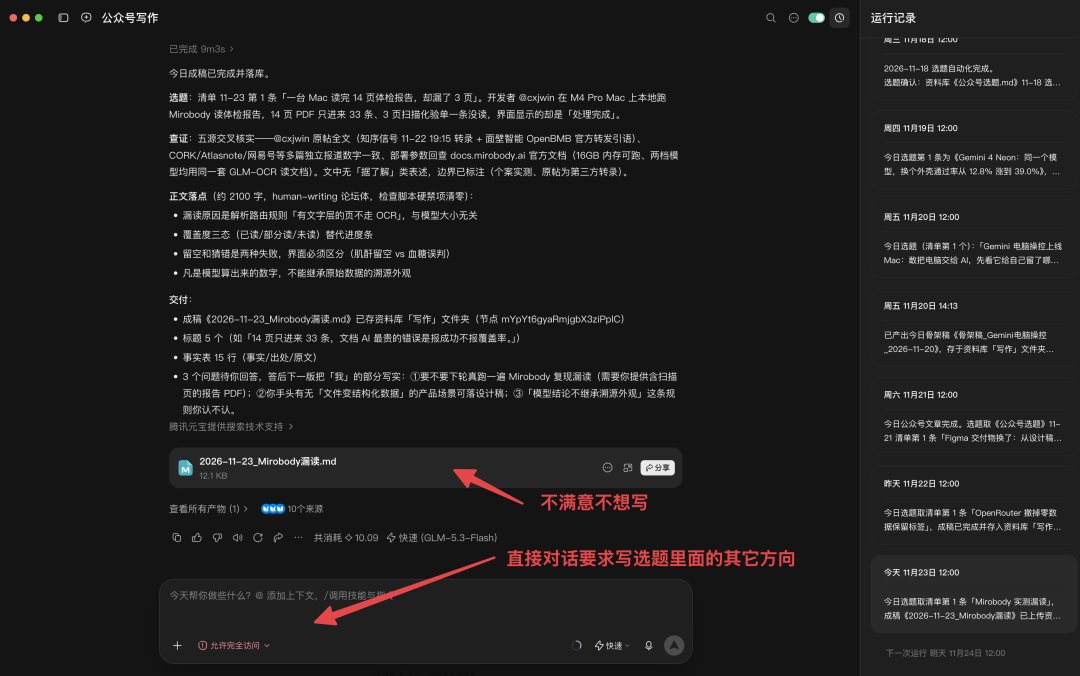 公众号写作
已完成 9m3s >
今日成稿已完成并落库。
选题：清单 11-23 第 1 条「一台 Mac 读完 14 页体检报告，却漏了 3 页」。开发者 @cxjwin 在 M4 Pro Mac 上本地跑
Mirobody 读体检报告，14 页 PDF 只进来 33 条、3 页扫描化验单一条没读，界面显示的却是「处理完成」。
查证：五源交叉核实——@cxjwin 原帖全文（知序信号 11-22 19:15 转录 + 面壁智能 OpenBMB 官方转发引语）、
CORK/Atlasnote/网易号等多篇独立报道数字一致、部署参数回查 docs.mirobody.ai 官方文档（16GB 内存可跑、两档模
型均用同一套 GLM-OCR 读文档）。文中无「据了解」类表述，边界已标注（个案实测、原帖为第三方转录）。
正文落点（约 2100 字，human-writing 论坛体，检查脚本硬禁项清零）：
• 漏读原因是解析路由规则「有文字层的页不走 OCR」，与模型大小无关
• 覆盖度三态（已读/部分读/未读）替代进度条
• 留空和猜错是两种失败，界面必须区分（肌酐留空 vs 血糖误判）
• 凡是模型算出来的数字，不能继承原始数据的溯源外观
交付：
• 成稿《2026-11-23_Mirobody漏读.md》已存资料库「写作」文件夹（节点 mYpYt6gyaRmjgbX3ziPpIC）
• 标题 5 个（如「14 页只进来 33 条，文档 AI 最贵的错误是报成功不报覆盖率。」）
• 事实表 15 行（事实/出处/原文）
• 3 个问题待你回答，答后下一版把「我」的部分写实：①要不要下轮真跑一遍 Mirobody 复现漏读（需要你提供含扫描
页的报告 PDF）；②你手头有无「文件变结构化数据」的产品场景可落设计稿；③「模型结论不继承溯源外观」这条规
则你认不认。
腾讯元宝提供搜索技术支持 >
2026-11-23_Mirobody漏读.md
12.1 KB
分享
不满意不想写
查看所有产物 (1) >
10个来源
共消耗 10.09
快速 (GLM-5.3-Flash)
直接对话要求写选题里面的其它方向
今天帮你做些什么？@ 添加上下文，/调用技能与指令
允许完全访问
快速
运行记录
周三 11月18日 12:00
2026-11-18 选题自动化完成。
选题确认：资料库《公众号选题.md》11-18 选...
周四 11月19日 12:00
今日选题第 1 条为《Gemini 4 Neon：同一个模
型，换个外壳通过率从 12.8% 涨到 39.0%》，...
周五 11月20日 12:00
今日选题（清单第 1 个）：「Gemini 电脑操控上线
Mac：敢把电脑交给 AI，先看它给自己留了哪...
周五 11月20日 14:13
已产出今日骨架稿《骨架稿_Gemini电脑操控
_2026-11-20》，存于资料库「写作」文件夹...
周六 11月21日 12:00
今日公众号文章完成。选题取《公众号选题》11-
21 清单第 1 条「Figma 交付物换了：从设计稿...
昨天 11月22日 12:00
今日选题取清单第 1 条「OpenRouter 撤掉零数
据保留标签」，成稿已完成并存入资料库「写作...
今天 11月23日 12:00
今日选题取清单第 1 条「Mirobody 实测漏读」，
成稿《2026-11-23_Mirobody漏读》已上传资...
下一次运行 明天 11月24日 12:00